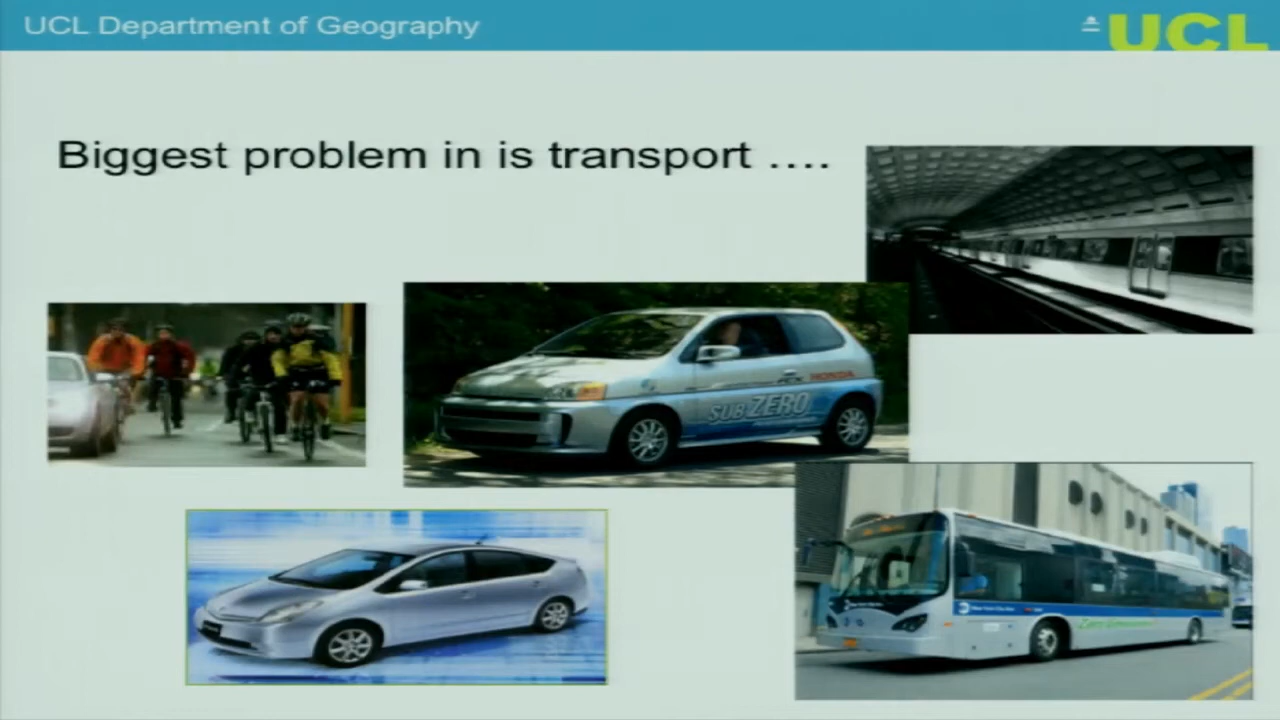 UCL Department of Geography
UCL
Biggest problem in is transport ....
HONDA
SUB ZERO